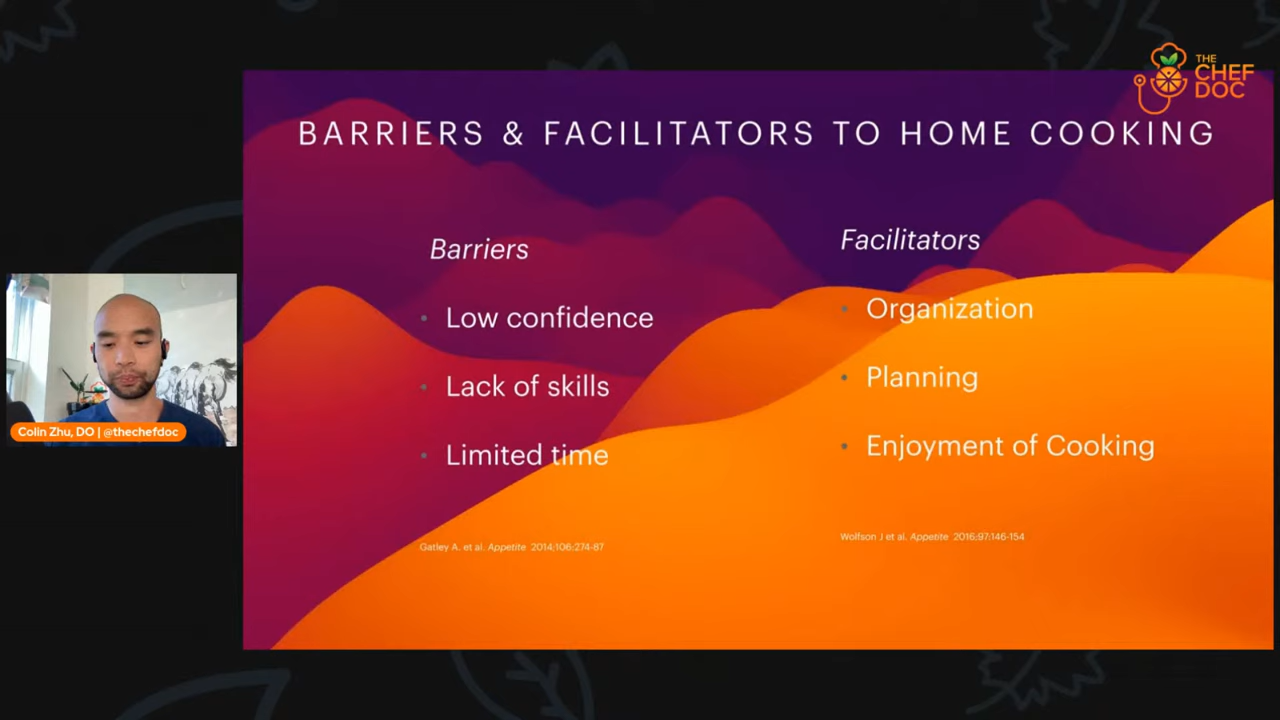 THE
CHEF
DOC
BARRIERS & FACILITATORS TO HOME COOKING
Barriers
• Low confidence
• Lack of skills
• Limited time
Gatley A. et al. Appetite 2014;106:274-87
Facilitators
• Organization
• Planning
• Enjoyment of Cooking
Wolfson J et al. Appetite 2016;97:146-154
Colin Zhu, DO | @thechefdoc